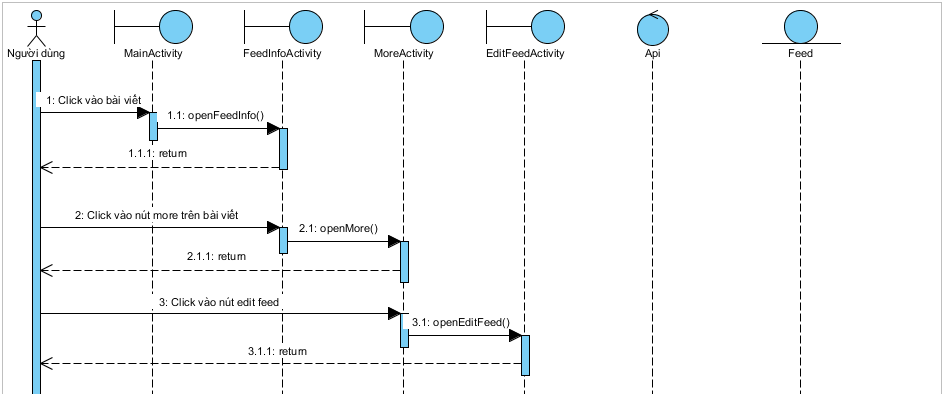 Người dùng
MainActivity
FeedInfoActivity
MoreActivity
EditFeedActivity
Api
Feed
1: Click vào bài viết
1.1: openFeedInfo()
1.1.1: return
2: Click vào nút more trên bài viết
2.1: openMore()
2.1.1: return
3: Click vào nút edit feed
3.1: openEditFeed()
3.1.1: return